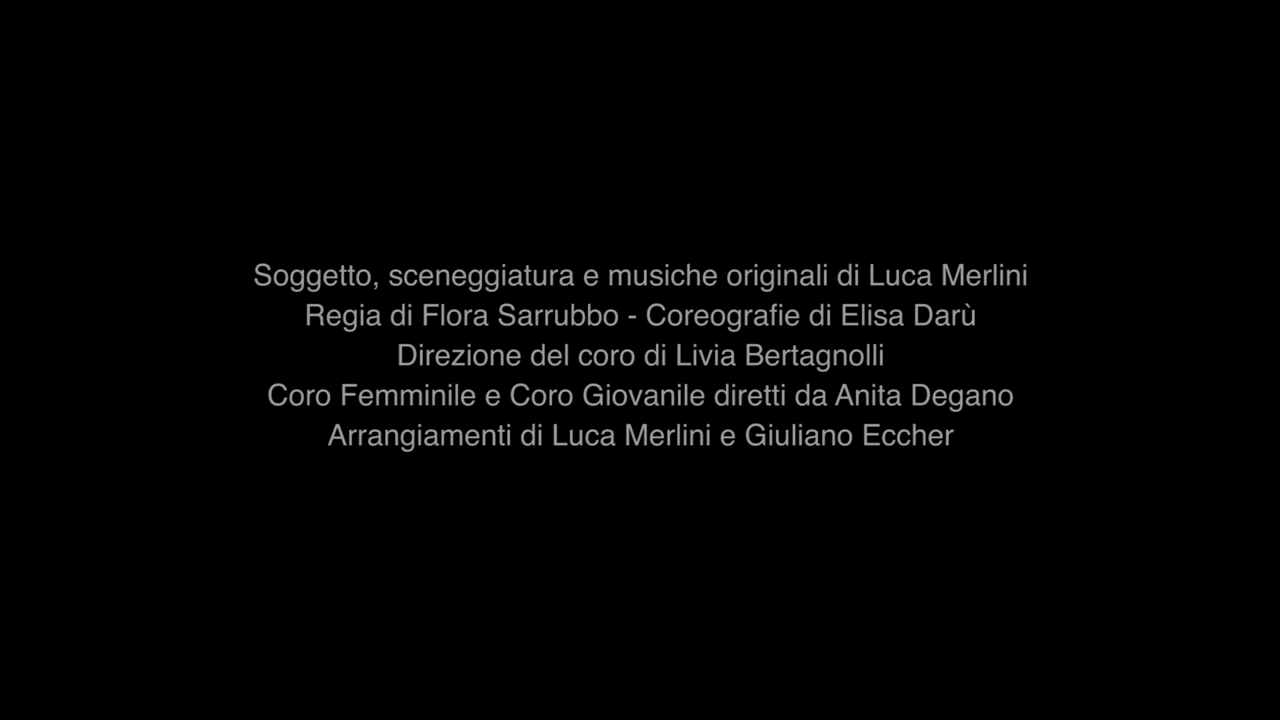 Soggetto, sceneggiatura e musiche originali di Luca Merlini
Regia di Flora Sarrubbo - Coreografie di Elisa Darù
Direzione del coro di Livia Bertagnolli
Coro Femminile e Coro Giovanile diretti da Anita Degano
Arrangiamenti di Luca Merlini e Giuliano Eccher